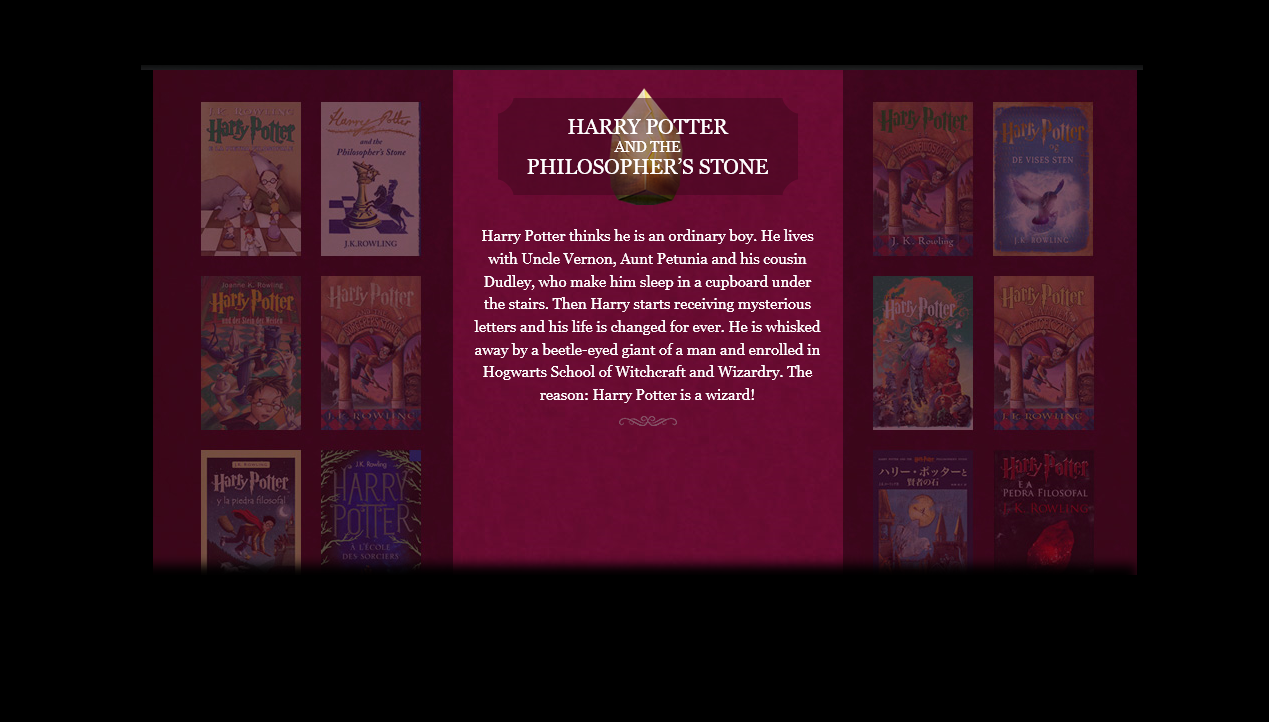 HARRY POTTER
AND THE
PHILOSOPHER’S STONE
Harry Potter thinks he is an ordinary boy. He lives
with Uncle Vernon, Aunt Petunia and his cousin
Dudley, who make him sleep in a cupboard under
the stairs. Then Harry starts receiving mysterious
letters and his life is changed for ever. He is whisked
away by a beetle-eyed giant of a man and enrolled in
Hogwarts School of Witchcraft and Wizardry. The
reason: Harry Potter is a wizard!
J.K. ROWLING
Harry Potter
Harry Potter
and the
Philosopher's Stone
J.K.ROWLING
Joanne K. Rowling
Harry Potter
und der Stein der Weisen
Harry Potter
J. K. ROWLING
J.K. ROWLING
Harry Potter
y la piedra filosofal
J.K. Rowling
HARRY
POTTER
À L'ÉCOLE
DES SORCIERS
Harry Potter
J. K. Rowling
Harry Potter
DE VISES STEN
J.K. ROWLING
Harry Potter
Harry Potter
J. K. ROWLING
ハリー・ポッターと
賢者の石
Harry Potter
E A
PEDRA FILOSOFAL
J. K. ROWLING